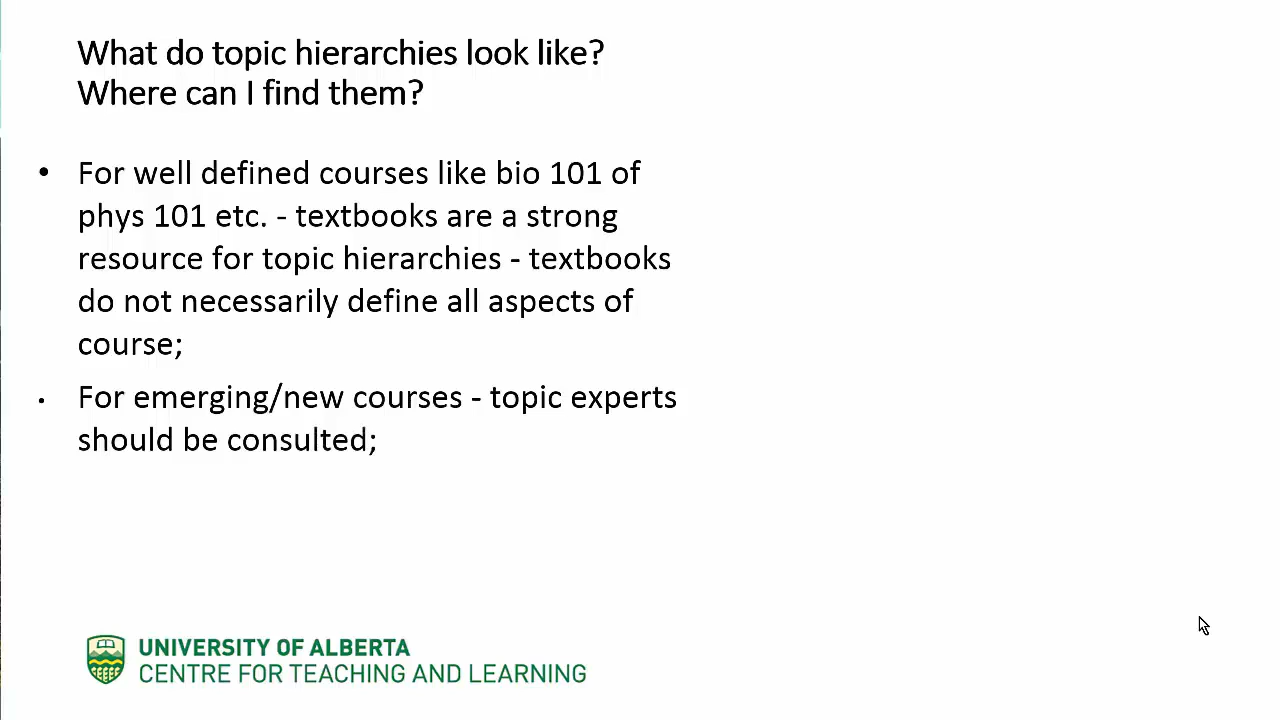 What do topic hierarchies look like?
Where can I find them?
• For well defined courses like bio 101 of
phys 101 etc. - textbooks are a strong
resource for topic hierarchies - textbooks
do not necessarily define all aspects of
course;
• For emerging/new courses - topic experts
should be consulted;
UNIVERSITY OF ALBERTA
CENTRE FOR TEACHING AND LEARNING